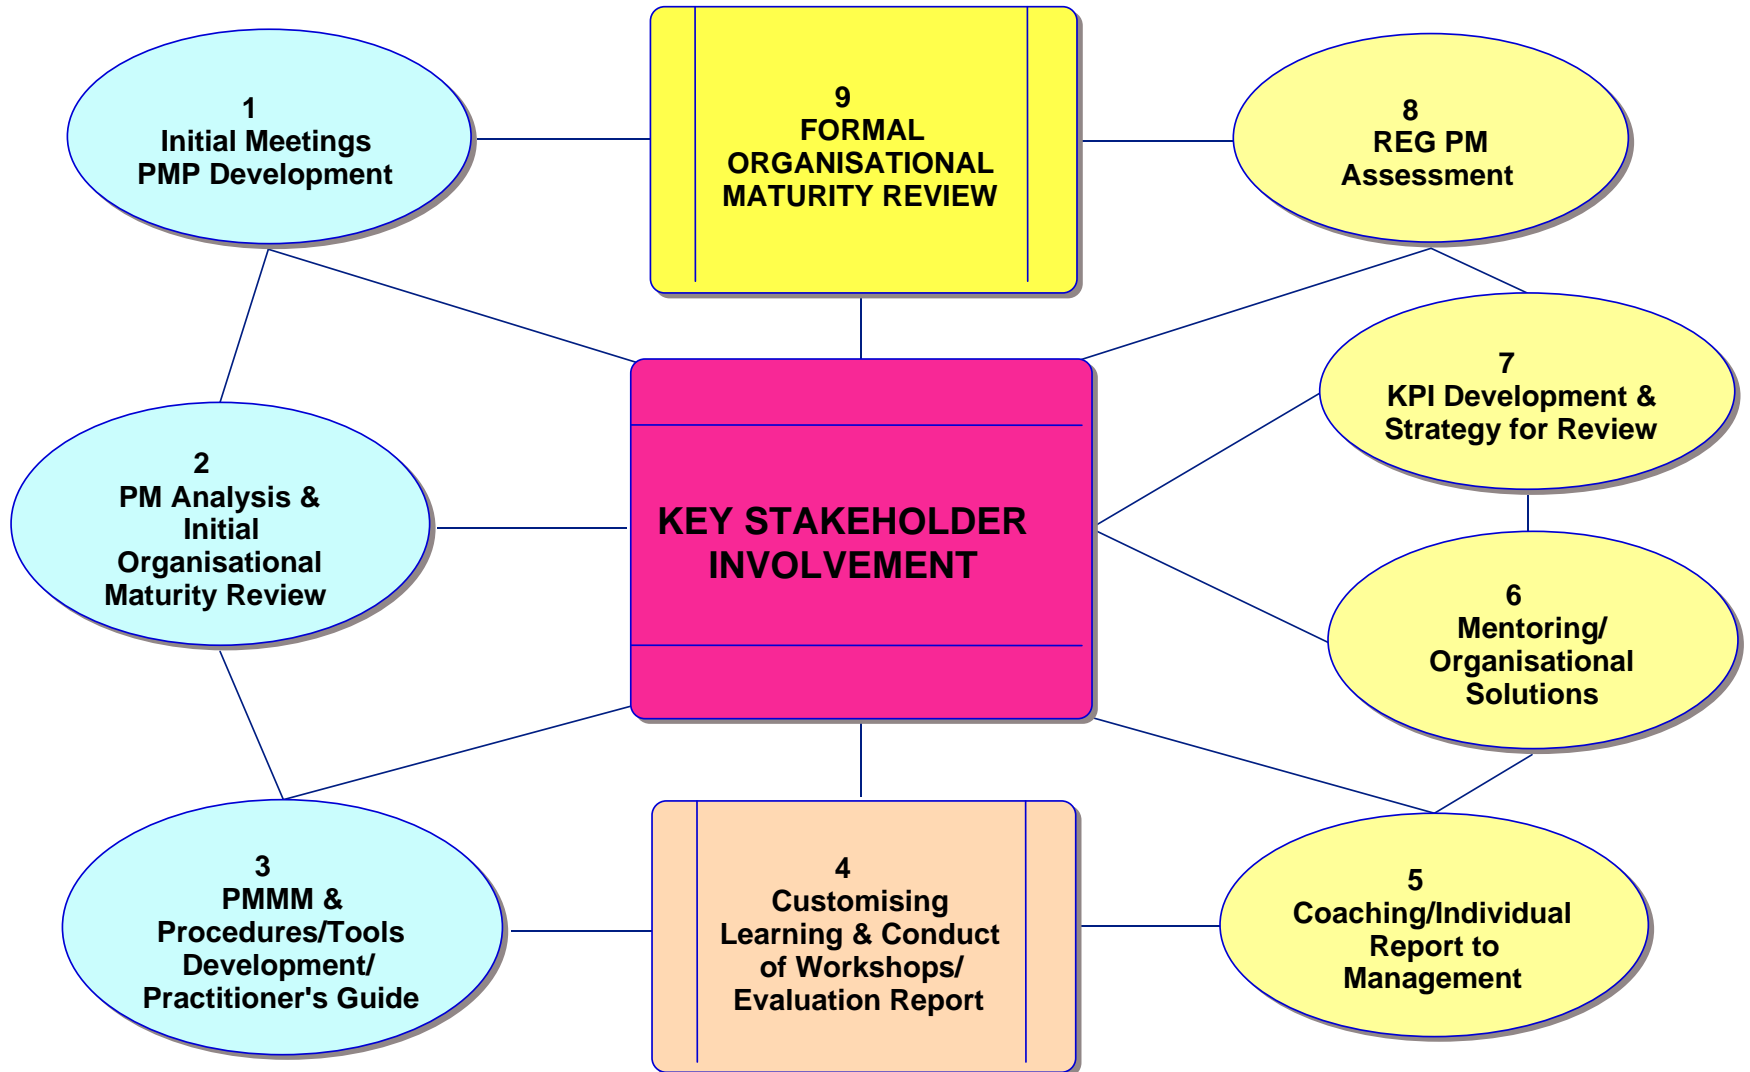 1
Initial Meetings
PMP Development
9
FORMAL
ORGANISATIONAL
MATURITY REVIEW
8
REG PM
Assessment
2
PM Analysis &
Initial
Organisational
Maturity Review
KEY STAKEHOLDER
INVOLVEMENT
7
KPI Development &
Strategy for Review
6
Mentoring/
Organisational
Solutions
3
PMMM &
Procedures/Tools
Development/
Practitioner's Guide
4
Customising
Learning & Conduct
of Workshops/
Evaluation Report
5
Coaching/Individual
Report to
Management